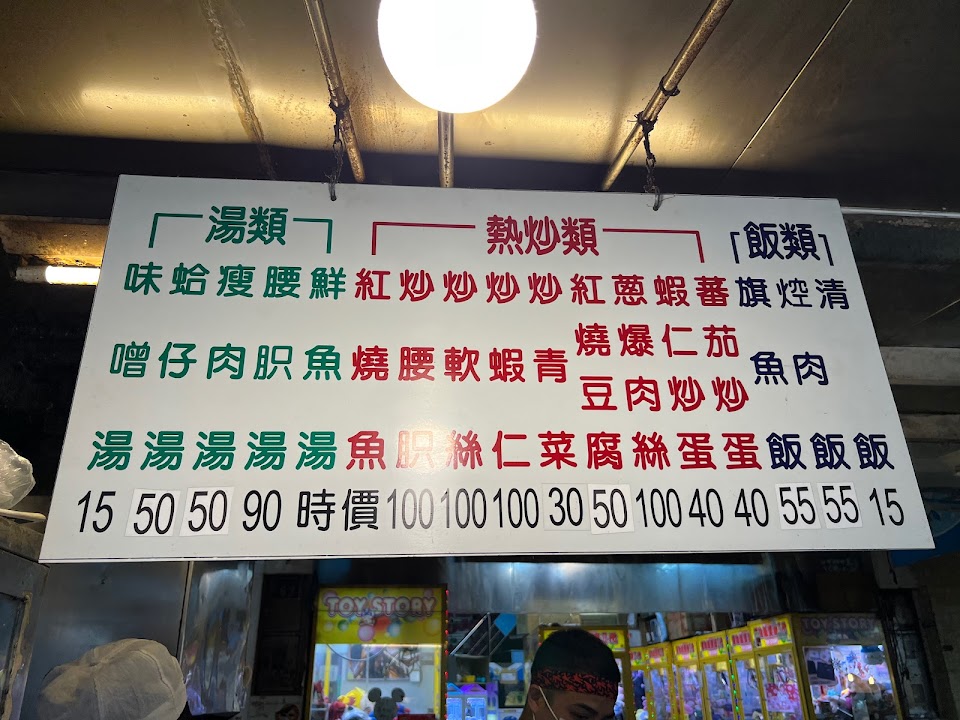 湯類
味噌湯 15
蛤仔湯 50
瘦肉湯 50
腰胑湯 90
鮮魚湯
紅燒魚
時價
熱炒類
炒腰胑 100
炒軟絲 100
炒蝦仁 100
炒青菜 30
紅燒豆腐 50
蔥爆肉絲 100
蝦仁炒蛋 40
蕃茄炒蛋 40
飯類
旗魚飯 55
焢肉飯 55
清飯 15
TOY STORY
TOY STORY